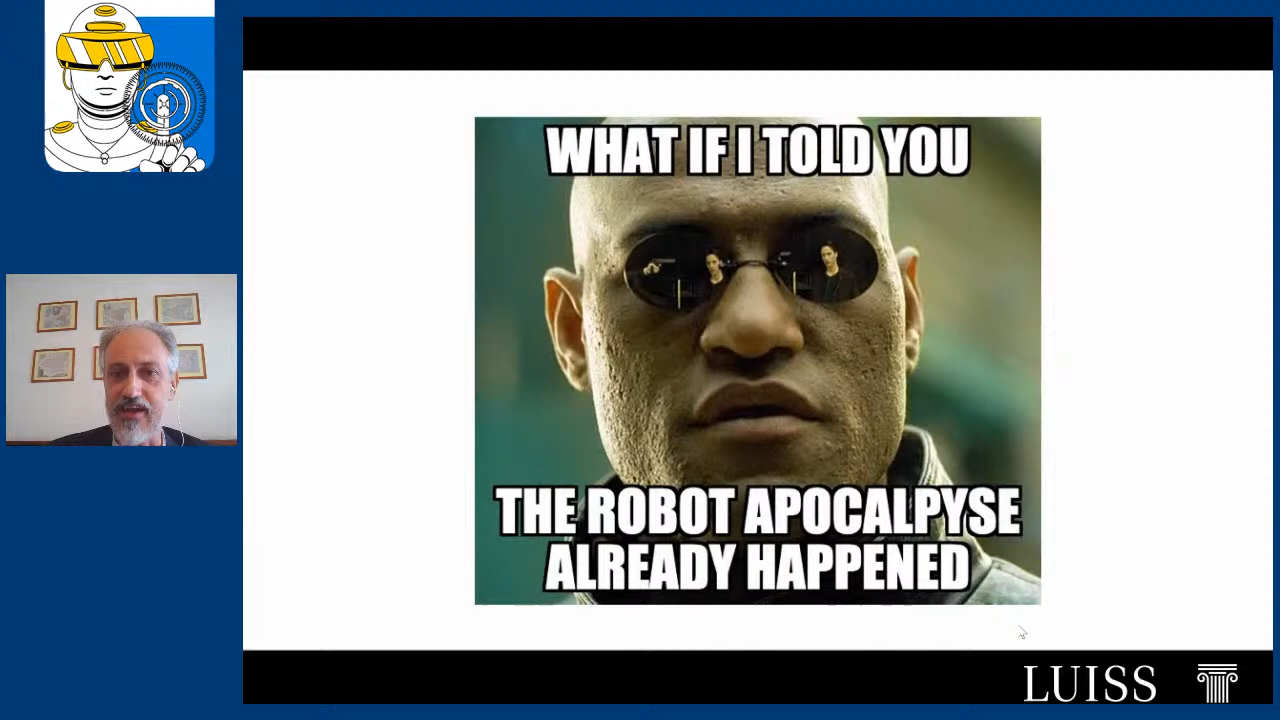 WHAT IF I TOLD YOU
THE ROBOT APOCALPYSE
ALREADY HAPPENED
LUISS